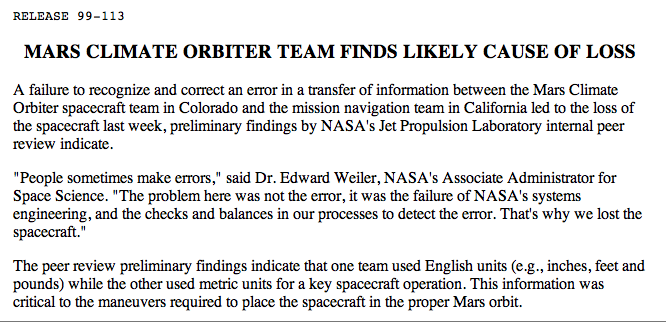 RELEASE 99-113
MARS CLIMATE ORBITER TEAM FINDS LIKELY CAUSE OF LOSS
A failure to recognize and correct an error in a transfer of information between the Mars Climate
Orbiter spacecraft team in Colorado and the mission navigation team in California led to the loss of
the spacecraft last week, preliminary findings by NASA's Jet Propulsion Laboratory internal peer
review indicate.
"People sometimes make errors," said Dr. Edward Weiler, NASA's Associate Administrator for
Space Science. "The problem here was not the error, it was the failure of NASA's systems
engineering, and the checks and balances in our processes to detect the error. That's why we lost the
spacecraft."
The peer review preliminary findings indicate that one team used English units (e.g., inches, feet and
pounds) while the other used metric units for a key spacecraft operation. This information was
critical to the maneuvers required to place the spacecraft in the proper Mars orbit.